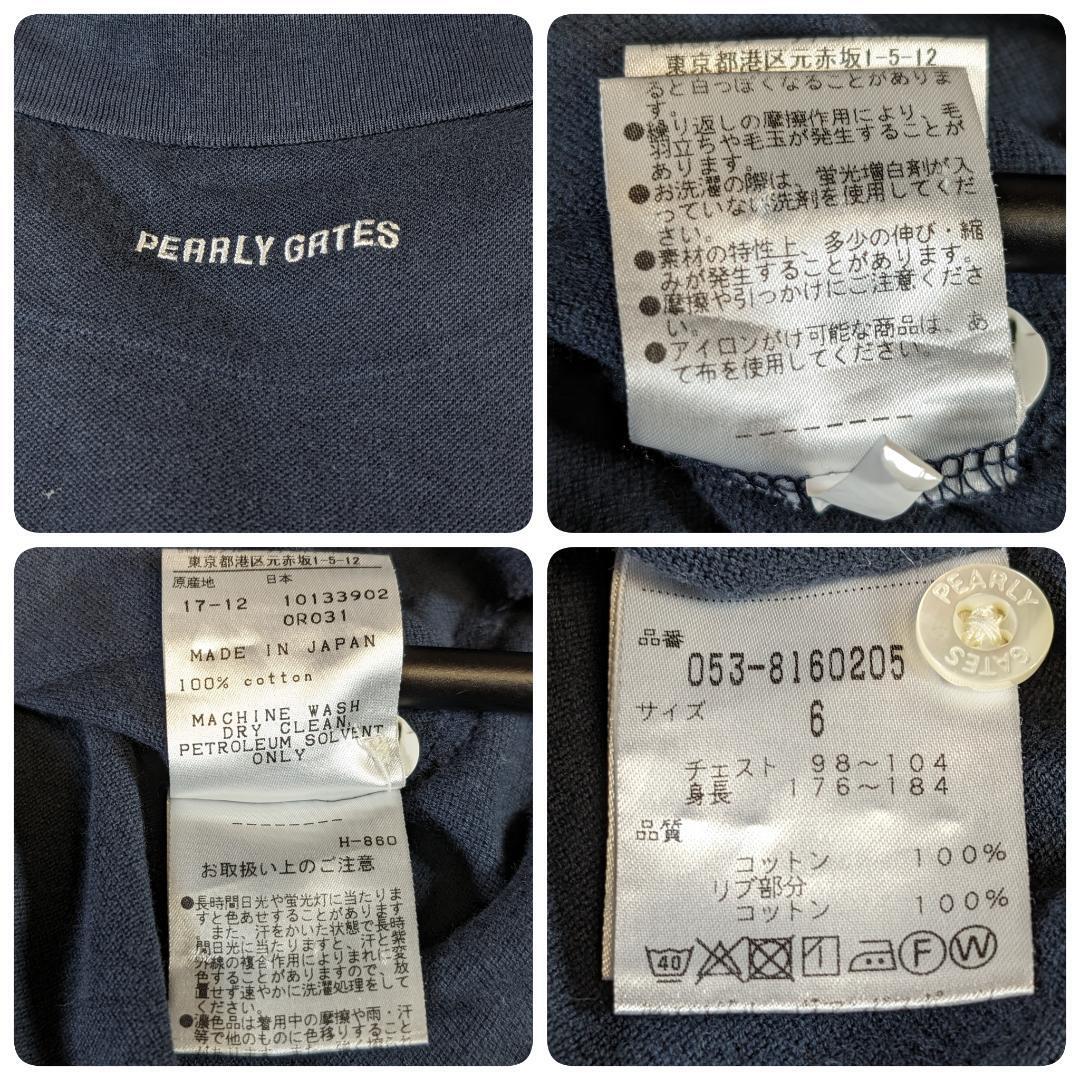 PEARLY GATES
東京都港区元赤坂1-5-12
ると白っぽくなることがありま
す。
●繰り返しの摩擦作用により、毛
羽立ちや毛玉が発生することが
あります。
●お洗濯の際は、蛍光増白剤が入
っていない洗剤を使用してくだ
さい。
●素材の特性上、多少の伸び・縮
みが発生することがあります。
●摩擦や引っかけにご注意くださ
い。
●アイロンがけ可能な商品は、あ
て布を使用してください。
--------
東京都港区元赤坂1-5-12
原産地 日本
17-12 10133902
0R031
MADE IN JAPAN
100% cotton
MACHINE WASH
DRY CLEAN,
PETROLEUM SOLVENT
ONLY
--------
H-860
お取扱い上のご注意
●長時間日光や蛍光灯に当たりま
すと色あせすることがあります
。また、汗をかいた状態で長時
間日光に当たりますと、汗と紫
外線の複合作用によりまれに変
色することがありますので、放
置せず速やかに洗濯処理をして
ください。
●濃色品は着用中の摩擦や雨・汗
等で他のものに色移りすること
があります。また
PEARLY
GATES
品番
053-8160205
サイズ 6
チェスト 98～104
身長 176～184
品質
コットン 100%
リブ部分
コットン 100%
40 1 F W